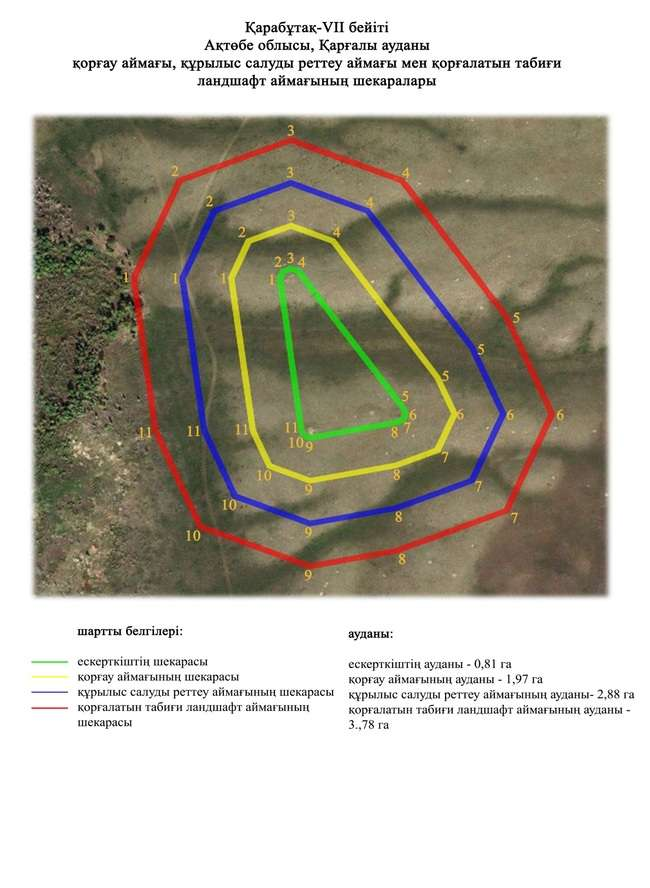 Қарабұтақ-VII бейіті
Ақтөбе облысы, Қарғалы ауданы
қорғау аймағы, құрылыс салуды реттеу аймағы мен қорғалатын табиғи
ландшафт аймағының шекаралары
3
2
4
3
2
4
3
2
4
2 3 4
1
1
1
1
5
5
5
5
6
6
6
6
7
8
11
11
11
11
10
9
7
10
9
8
7
10
9
8
7
10
9
8
шартты белгілері:
ескерткіштің шекарасы
қорғау аймағының шекарасы
құрылыс салуды реттеу аймағының шекарасы
қорғалатын табиғи ландшафт аймағының
шекарасы
ауданы:
ескерткіштің ауданы - 0,81 га
қорғау аймағының ауданы - 1,97 га
құрылыс салуды реттеу аймағының ауданы- 2,88 га
қорғалатын табиғи ландшафт аймағының ауданы -
3.,78 га